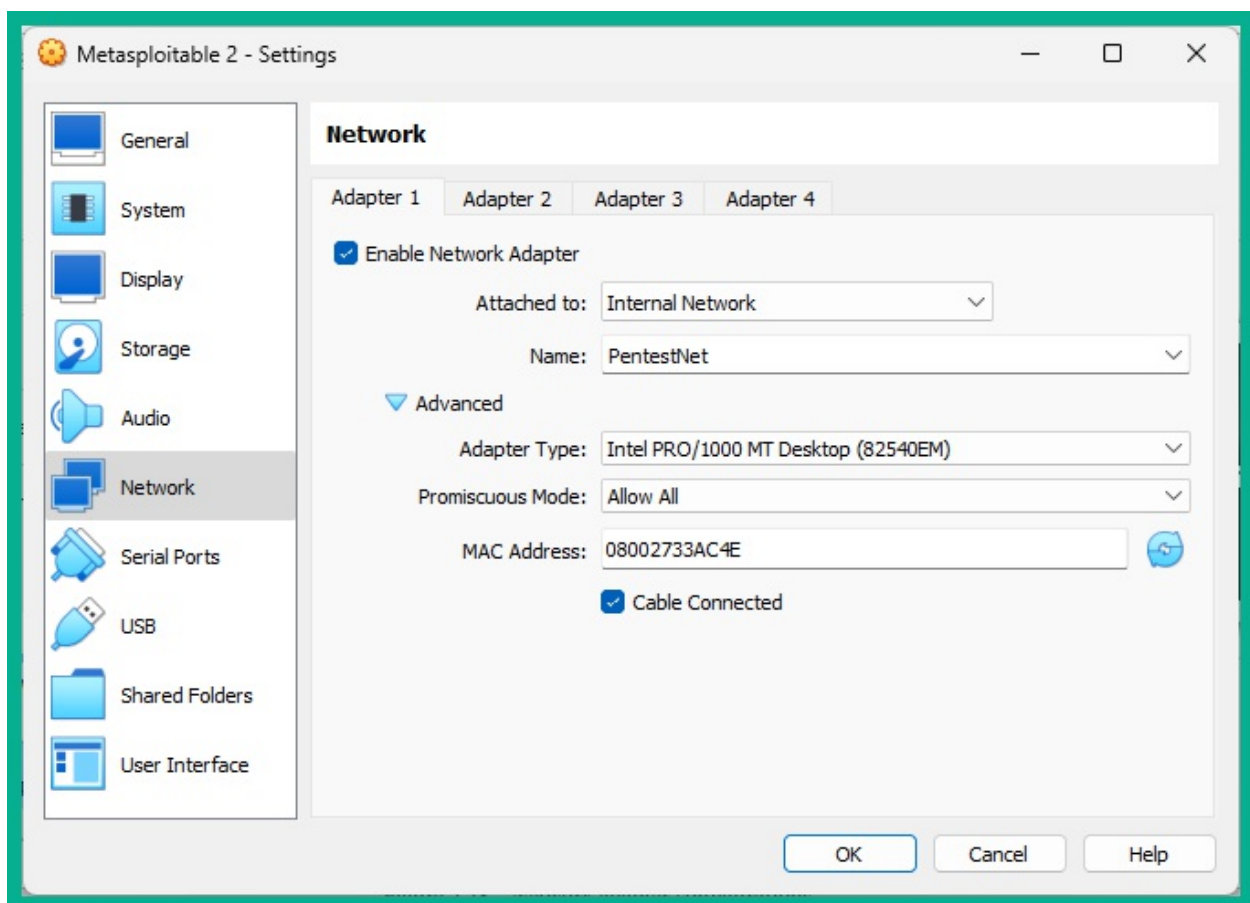 Metasploitable 2 - Settings
General
System
Display
Storage
Audio
Network
Serial Ports
USB
Shared Folders
User Interface
Network
Adapter 1 Adapter 2 Adapter 3 Adapter 4
Enable Network Adapter
Attached to: Internal Network
Name: PentestNet
Advanced
Adapter Type: Intel PRO/1000 MT Desktop (82540EM)
Promiscuous Mode: Allow All
MAC Address: 08002733AC4E
Cable Connected
OK Cancel Help